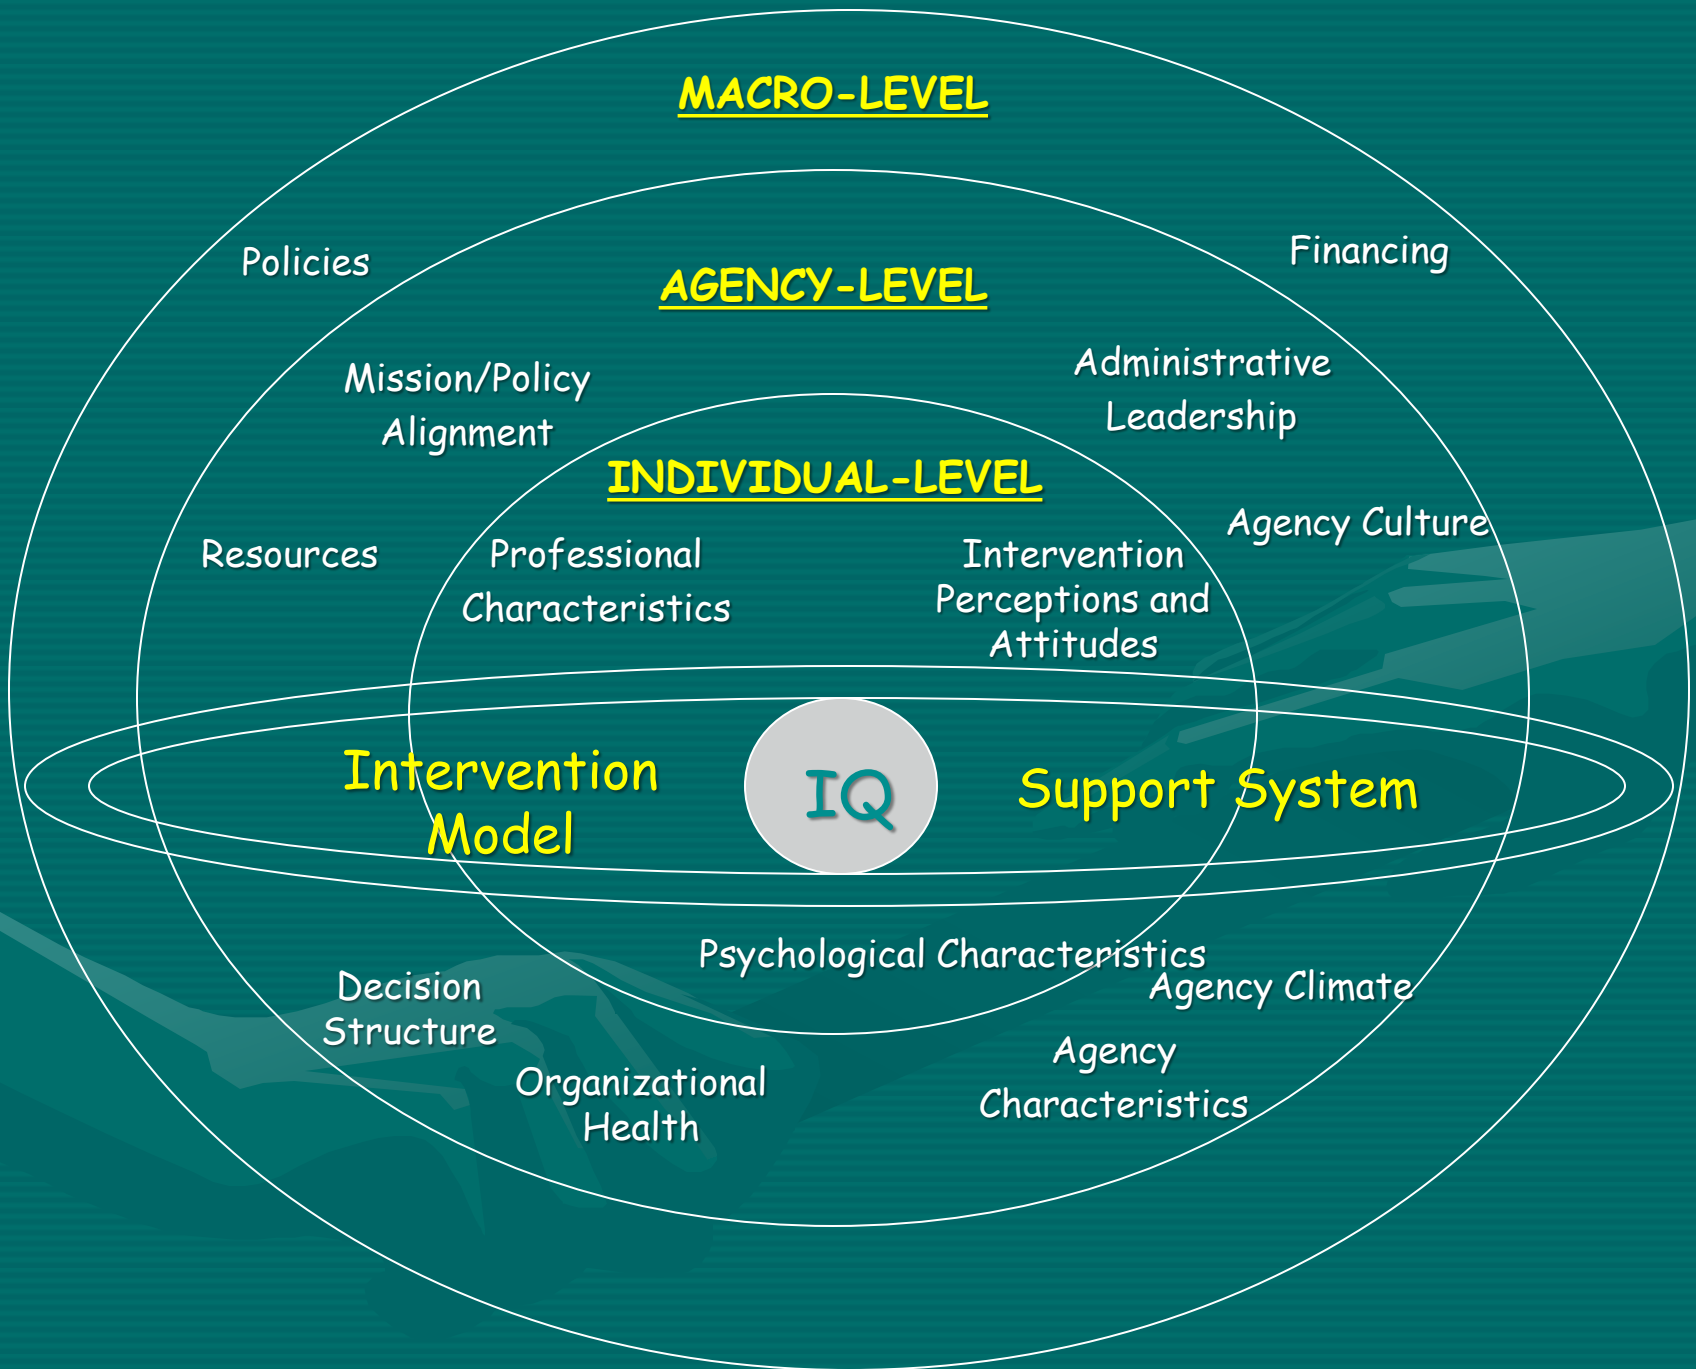 MACRO-LEVEL
Policies
Financing
AGENCY-LEVEL
Mission/Policy
Alignment
Administrative
Leadership
INDIVIDUAL-LEVEL
Resources
Professional
Characteristics
Intervention
Perceptions and
Attitudes
Agency Culture
Intervention
Model
IQ
Support System
Psychological Characteristics
Decision
Structure
Agency Climate
Organizational
Health
Agency
Characteristics